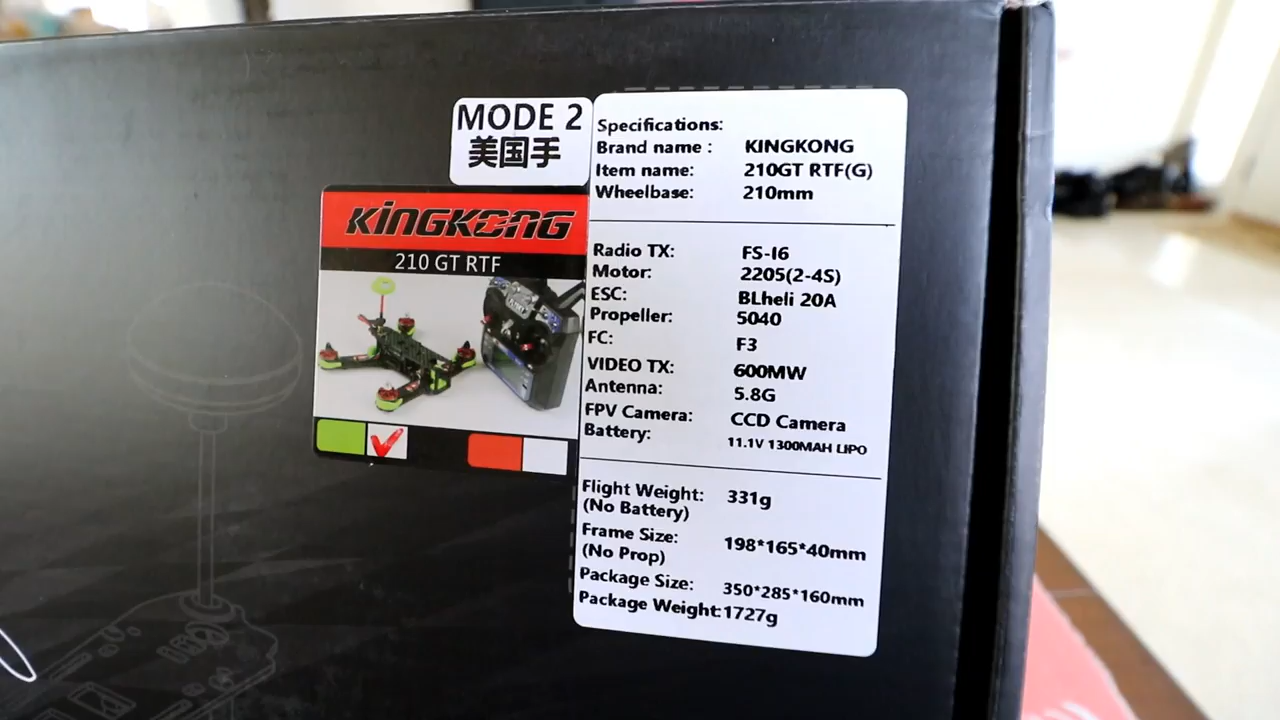 MODE 2
美国手
KINGKONG
210 GT RTF
Specifications:
Brand name : KINGKONG
Item name: 210GT RTF(G)
Wheelbase: 210mm
Radio TX: FS-I6
Motor: 2205(2-4S)
ESC: BLheli 20A
Propeller: 5040
FC: F3
VIDEO TX: 600MW
Antenna: 5.8G
FPV Camera: CCD Camera
Battery: 11.1V 1300MAH LIPO
Flight Weight: 331g
(No Battery)
Frame Size: 198*165*40mm
(No Prop)
Package Size: 350*285*160mm
Package Weight:1727g